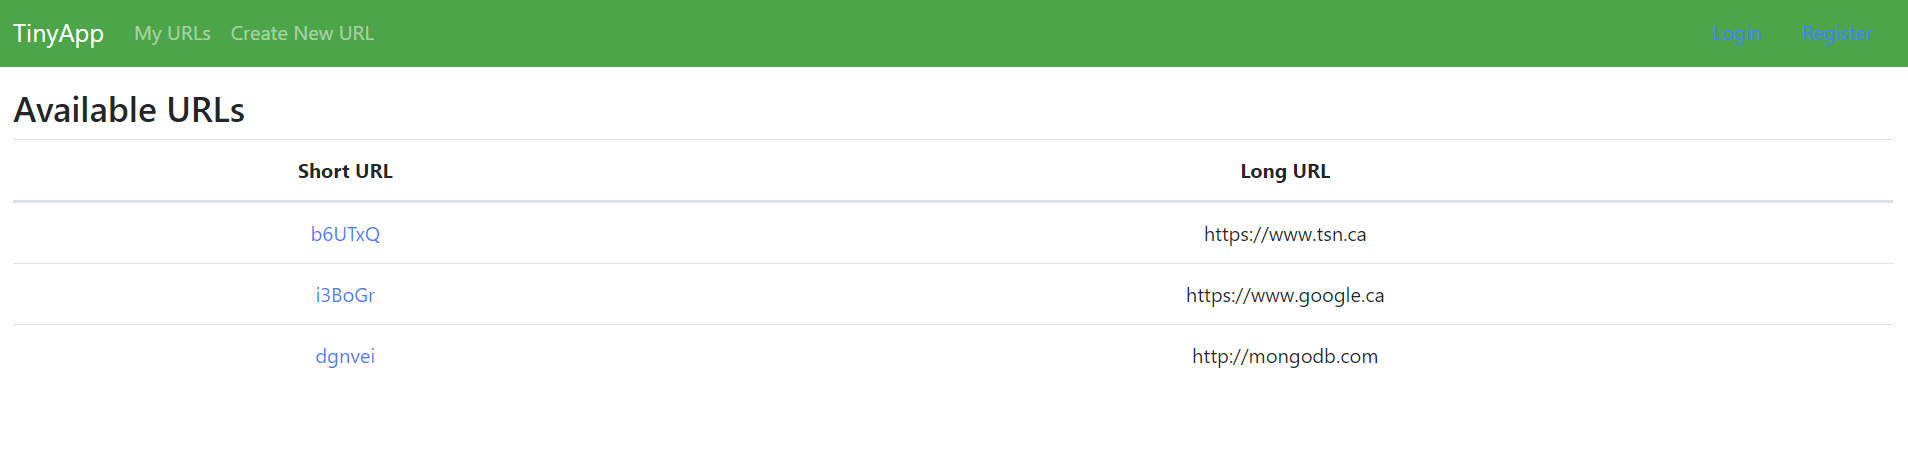 TinyApp My URLs Create New URL Login Register
Available URLs
Short URL Long URL
b6UTxQ https://www.tsn.ca
i3BoGr https://www.google.ca
dgnvei http://mongodb.com